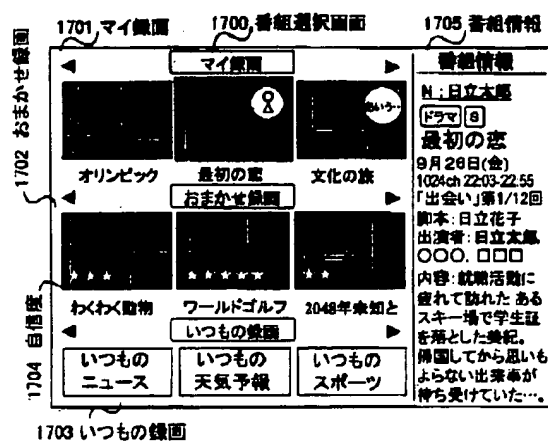 1701 マイ録画
1700 番組選択画面
1705 番組情報
1702 おまかせ録画
1704 自信度
マイ録画
オリンピック
最初の恋
文化の旅
おまかせ録画
★★★
★★★★★
★★
わくわく動物
ワールドゴルフ
2048年未知と
いつもの録画
いつもの
ニュース
いつもの
天気予報
いつもの
スポーツ
1703 いつもの録画
番組情報
N:日立太郎
ドラマ S
最初の恋
9月26日(金)
1024ch 22:03-22:55
「出会い」第1/12回
脚本:日立花子
出演者:日立太郎
○○○, □□□
内容:就職活動に
疲れて訪れた ある
スキー場で学生証
を落とした美紀。
帰国してから思いも
よらない出来事が
待ち受けていた…。